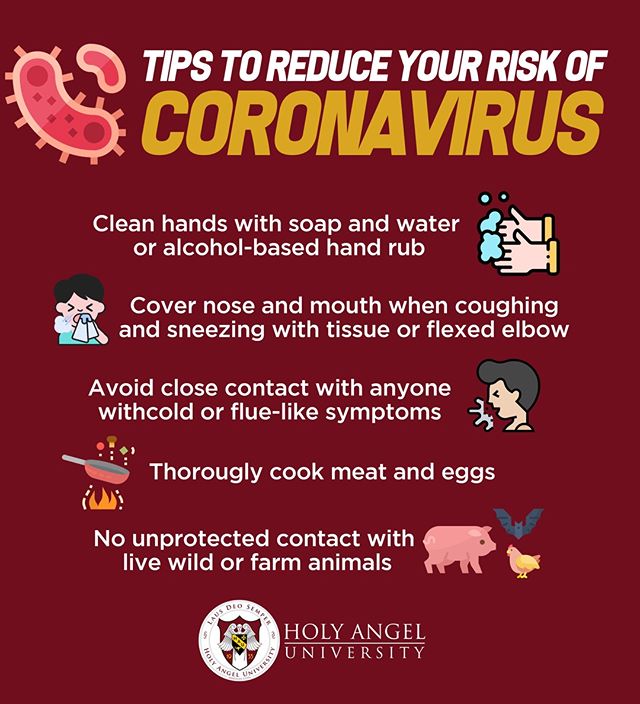 TIPS TO REDUCE YOUR RISK OF
CORONAVIRUS
Clean hands with soap and water
or alcohol-based hand rub
Cover nose and mouth when coughing
and sneezing with tissue or flexed elbow
Avoid close contact with anyone
withcold or flue-like symptoms
Thorougly cook meat and eggs
No unprotected contact with
live wild or farm animals
LAUS DEO SEMPER
HOLY ANGEL UNIVERSITY
HOLY ANGEL
UNIVERSITY